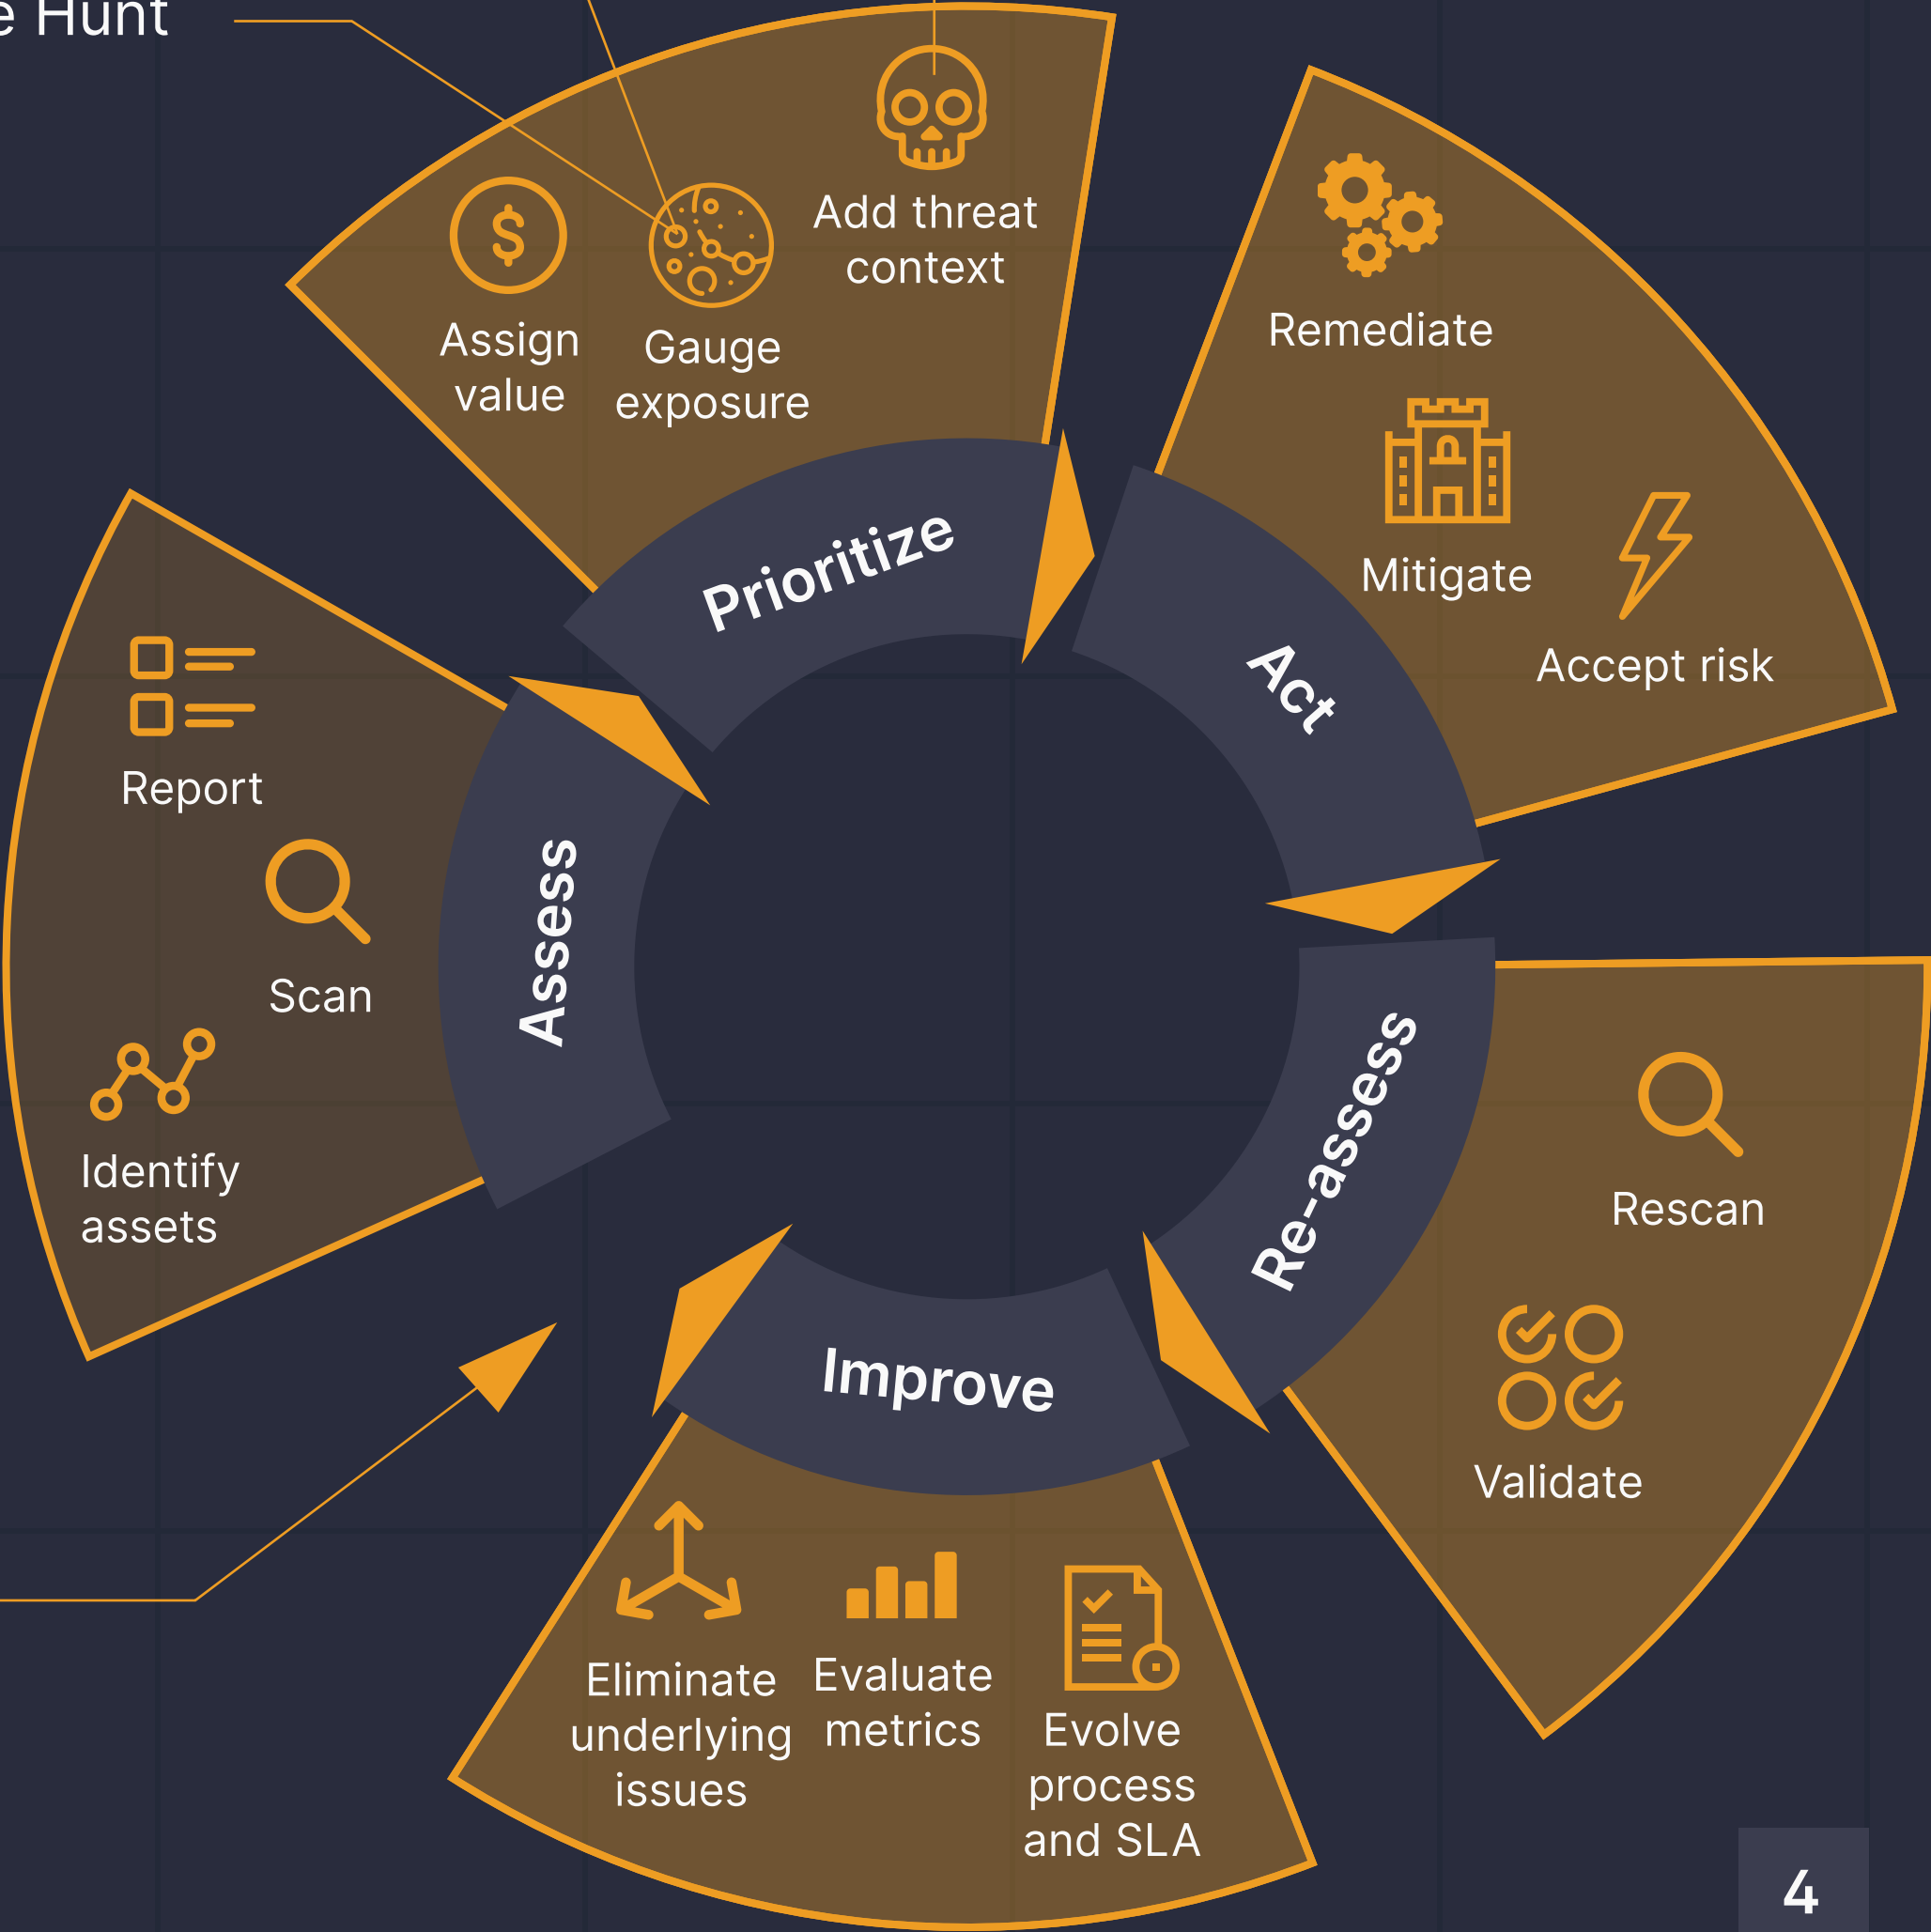 e Hunt
Add threat
context
Assign
value
Gauge
exposure
Remediate
Mitigate
Accept risk
Prioritize
Act
Report
Scan
Identify
assets
Assess
Re-assess
Rescan
Validate
Improve
Eliminate
underlying
issues
Evaluate
metrics
Evolve
process
and SLA
4